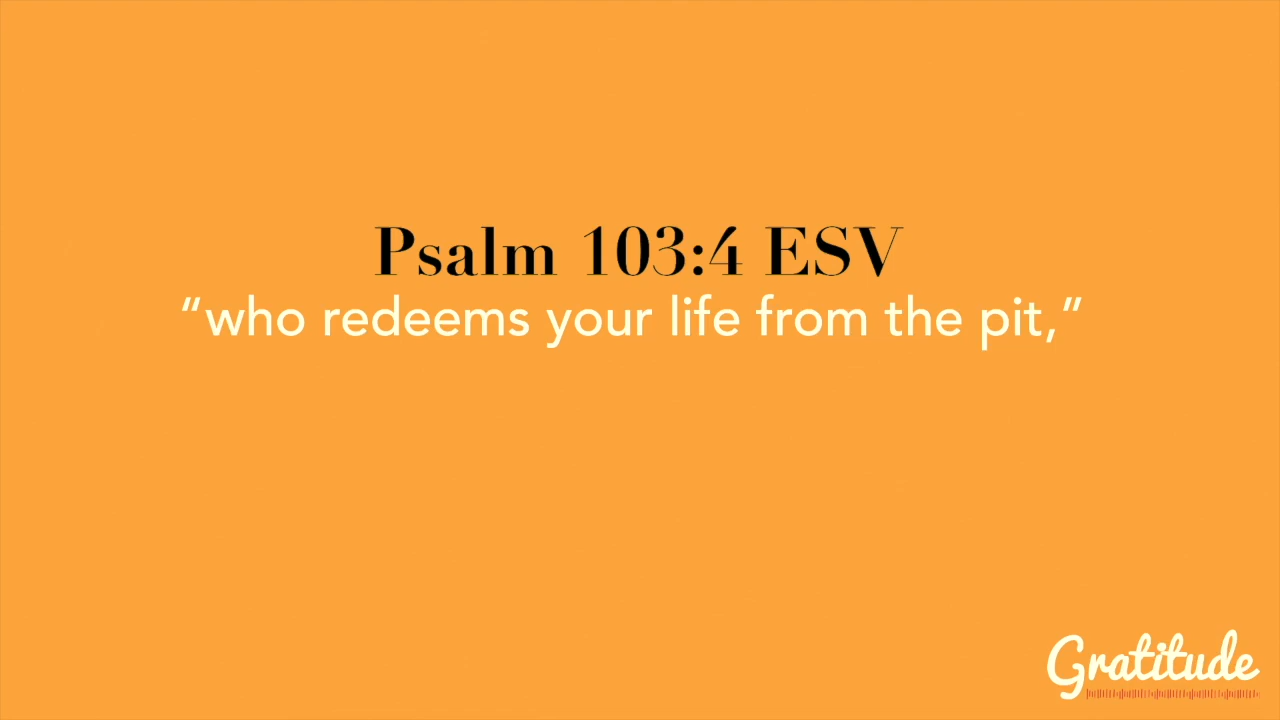 Psalm 103:4 ESV
“who redeems your life from the pit,”
Gratitude